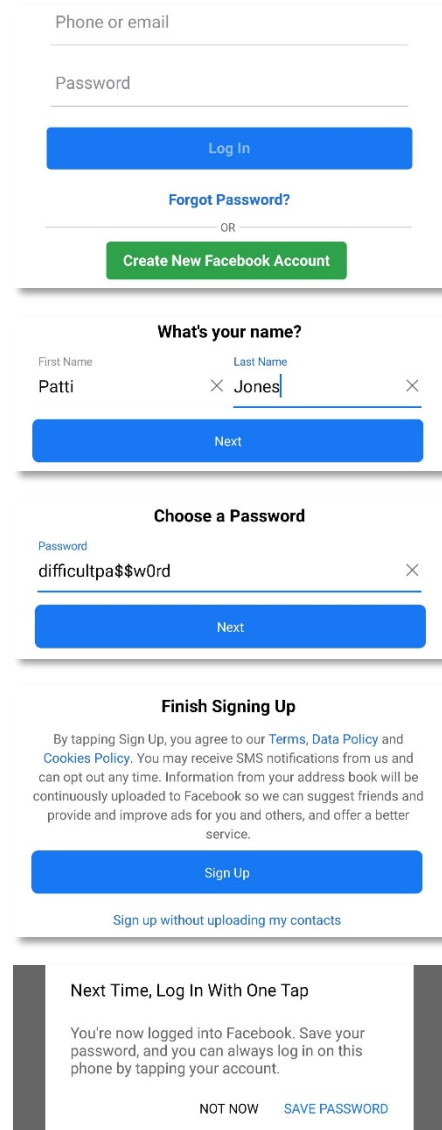 Phone or email
Password
Log In
Forgot Password?
OR
Create New Facebook Account
What's your name?
First Name Last Name
Patti Jones
Next
Choose a Password
Password
difficultpa$$w0rd
Next
Finish Signing Up
By tapping Sign Up, you agree to our Terms, Data Policy and
Cookies Policy. You may receive SMS notifications from us and
can opt out any time. Information from your address book will be
continuously uploaded to Facebook so we can suggest friends and
provide and improve ads for you and others, and offer a better
service.
Sign Up
Sign up without uploading my contacts
Next Time, Log In With One Tap
You're now logged into Facebook. Save your
password, and you can always log in on this
phone by tapping your account.
NOT NOW SAVE PASSWORD